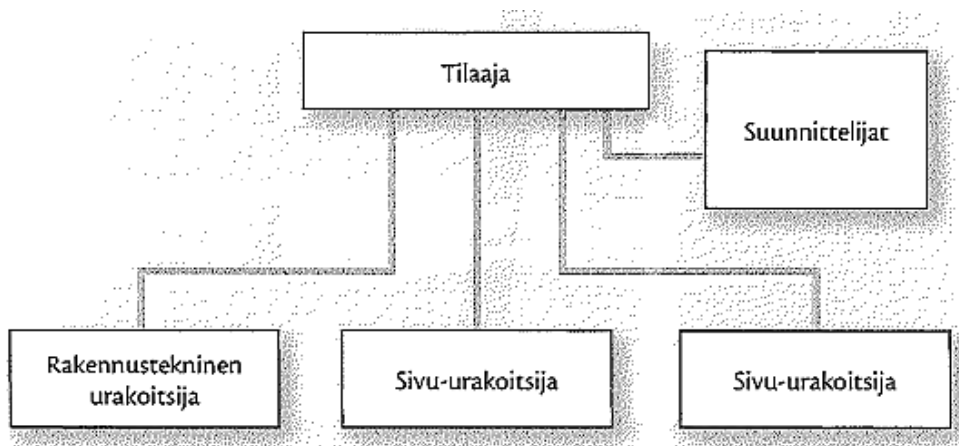 Tilaaja
Suunnittelijat
Rakennustekninen
urakoitsija
Sivu-urakoitsija
Sivu-urakoitsija